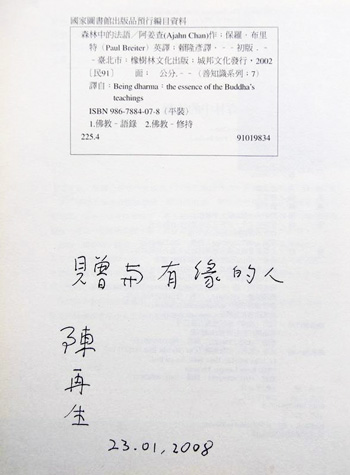 國家圖書館出版品預行編目資料
森林中的法語／阿姜查(Ajahn Chan)作；保羅．布里
特（Paul Breiter）英譯；賴隆彥譯．－－初版．－
－臺北市：橡樹林文化出版；城邦文化發行，2002
［民91］ 面； 公分.－－（善知識系列；7）
譯自：Being dharma：the essence of the Buddha's
teachings
ISBN 986-7884-07-8（平裝）
1.佛教－語錄 2.佛教－修持
225.4 91019834
贈与有緣的人
陳再生
23.01,2008